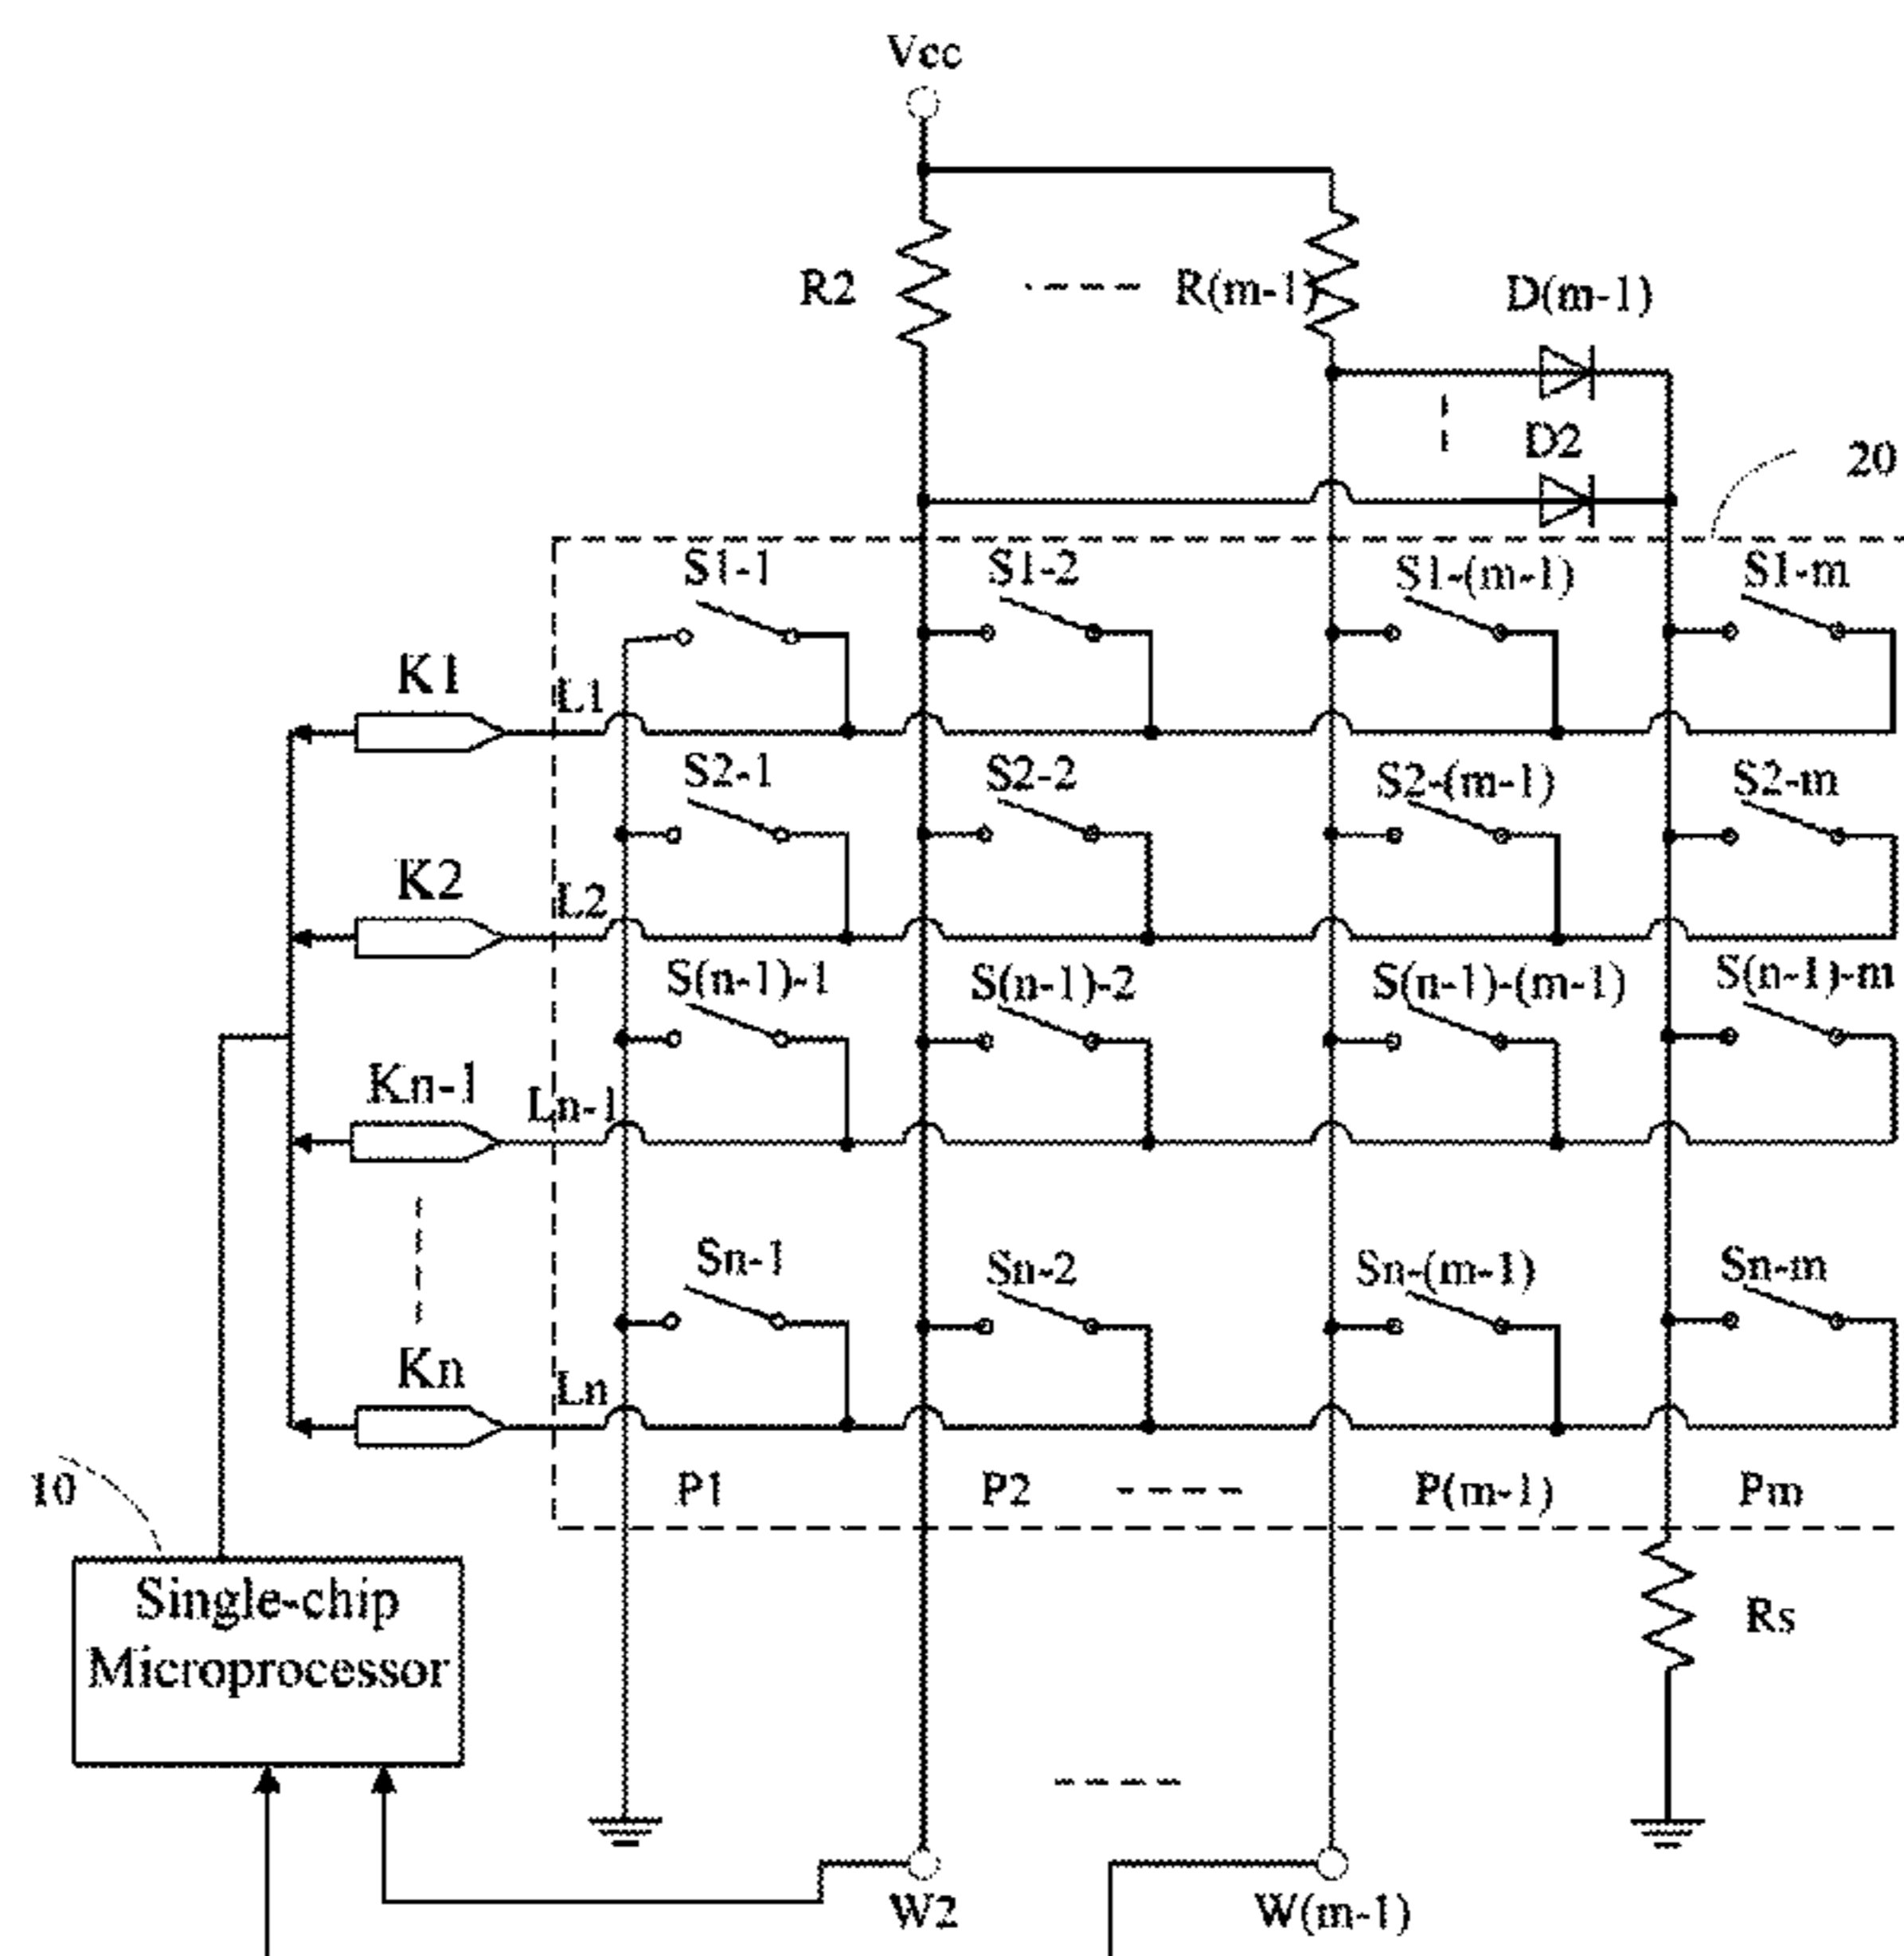 Vcc
R2
R(m-1)
D(m-1)
D2
20
S1-1
S1-2
S1-(m-1)
S1-m
K1
L1
S2-1
S2-2
S2-(m-1)
S2-m
K2
L2
S(n-1)-1
S(n-1)-2
S(n-1)-(m-1)
S(n-1)-m
Kn-1
Ln-1
Sn-1
Sn-2
Sn-(m-1)
Sn-m
Kn
Ln
10
P1
P2
P(m-1)
Pm
Single-chip
Microprocessor
Rs
W2
W(m-1)